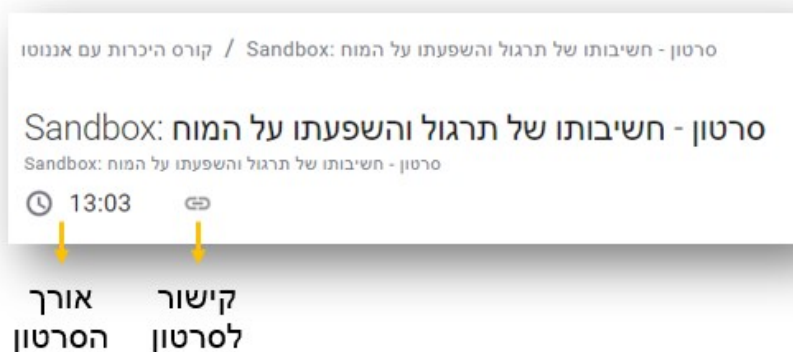 קורס היכרות עם אננוטו / Sandbox: סרטון - חשיבותו של תרגול והשפעתו על המוח
Sandbox: סרטון - חשיבותו של תרגול והשפעתו על המוח
Sandbox: סרטון - חשיבותו של תרגול והשפעתו על המוח
13:03
אורך הסרטון
קישור לסרטון